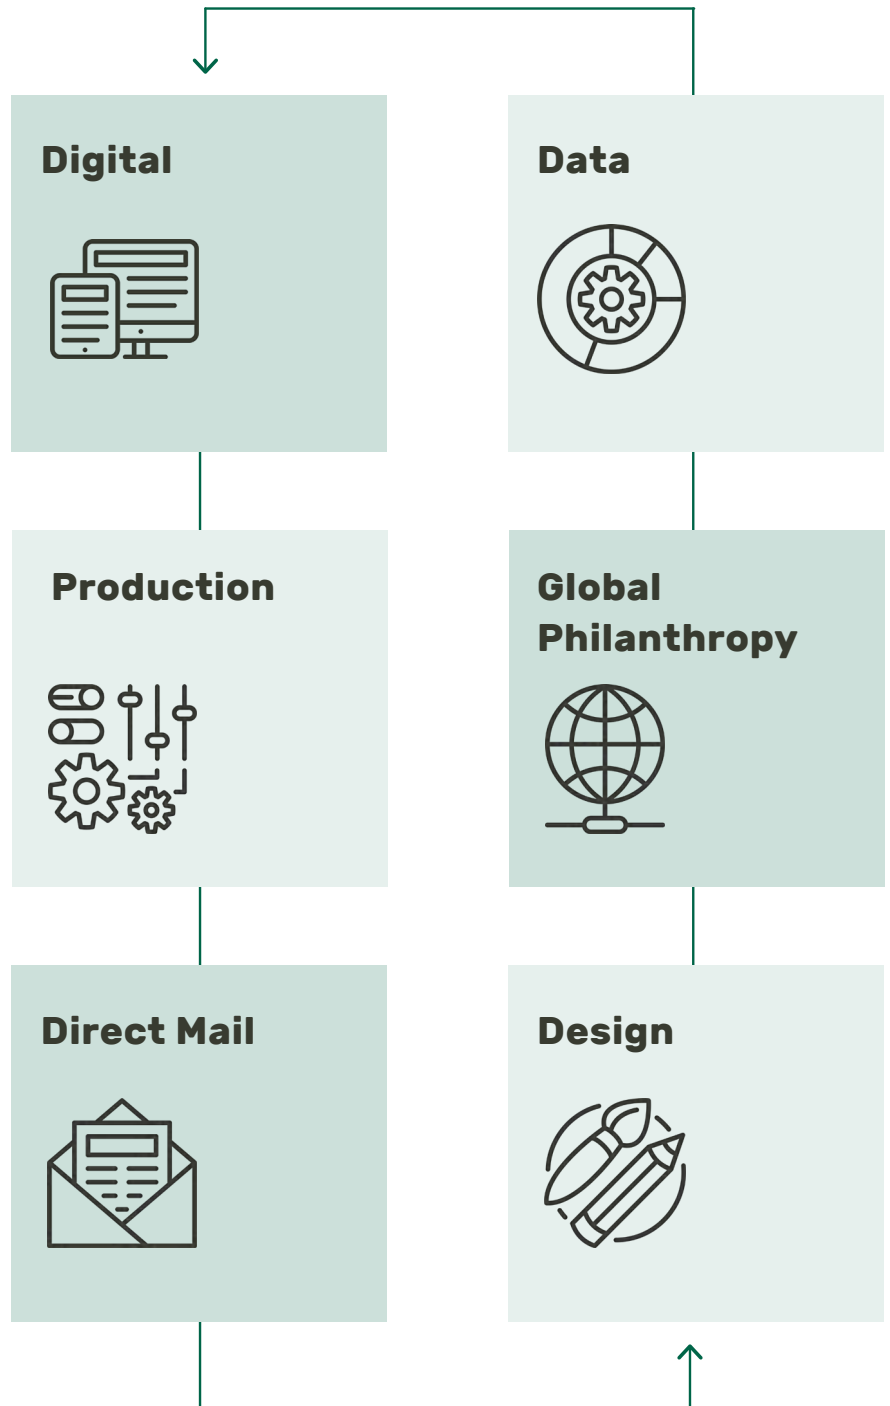 Digital
Data
Production
Global
Philanthropy
Direct Mail
Design